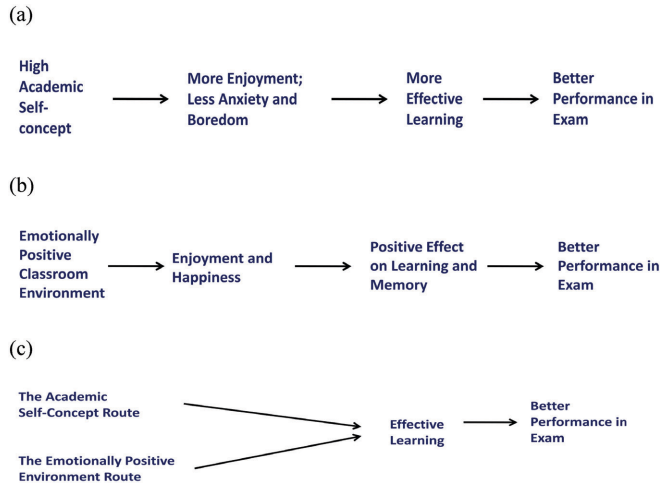 (a)
High
Academic
Self-
concept
More Enjoyment;
Less Anxiety and
Boredom
More
Effective
Learning
Better
Performance in
Exam
(b)
Emotionally
Positive
Classroom
Environment
Enjoyment and
Happiness
Positive Effect
on Learning and
Memory
Better
Performance in
Exam
(c)
The Academic
Self-Concept Route
The Emotionally Positive
Environment Route
Effective
Learning
Better
Performance in
Exam